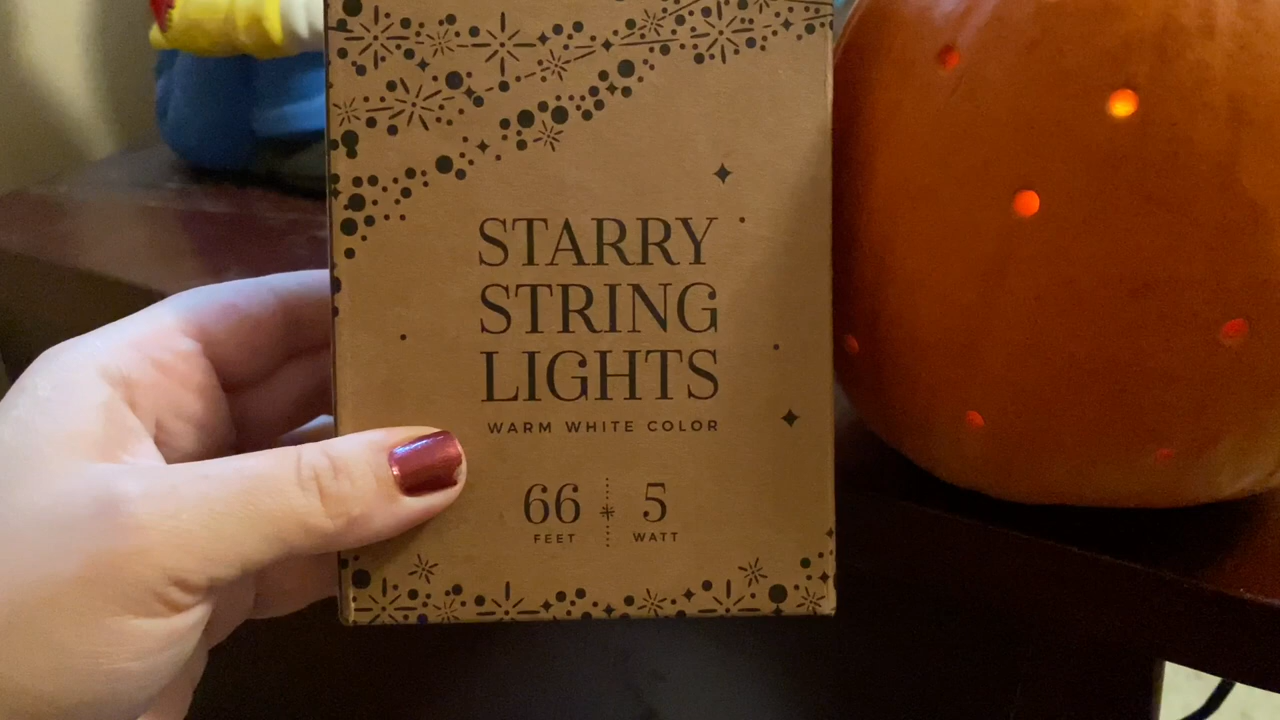 STARRY
STRING
LIGHTS
WARM WHITE COLOR
66 5
FEET WATT